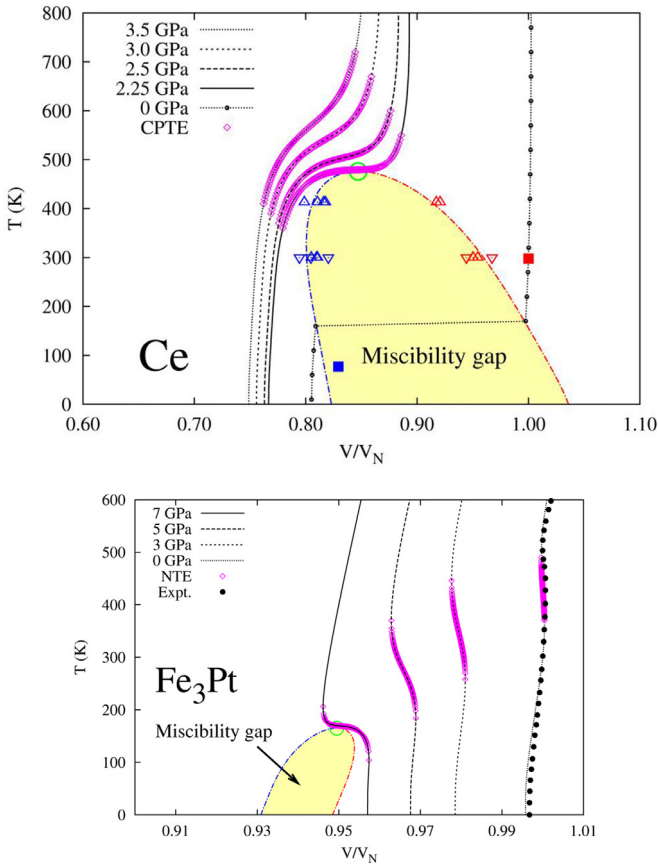 800
700
600
500
400
300
200
100
0
T (K)
3.5 GPa
3.0 GPa
2.5 GPa
2.25 GPa
0 GPa
CPTE
Ce
Miscibility gap
0.60 0.70 0.80 0.90 1.00 1.10
V/V_N
600
500
400
300
200
100
0
T (K)
7 GPa
5 GPa
3 GPa
0 GPa
NTE
Expt.
Fe₃Pt
Miscibility gap
0.91 0.93 0.95 0.97 0.99 1.01
V/V_N